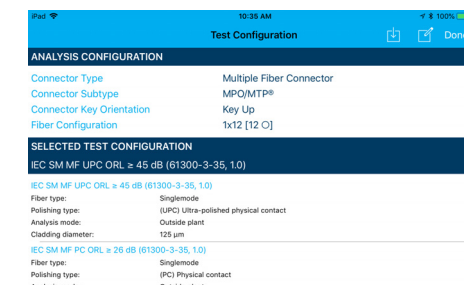 iPad 10:35 AM 100%
Test Configuration Done
ANALYSIS CONFIGURATION
Connector Type Multiple Fiber Connector
Connector Subtype MPO/MTP®
Connector Key Orientation Key Up
Fiber Configuration 1x12 [12 O]
SELECTED TEST CONFIGURATION
IEC SM MF UPC ORL ≥ 45 dB (61300-3-35, 1.0)
IEC SM MF UPC ORL ≥ 45 dB (61300-3-35, 1.0)
Fiber type: Singlemode
Polishing type: (UPC) Ultra-polished physical contact
Analysis mode: Outside plant
Cladding diameter: 125 µm
IEC SM MF PC ORL ≥ 26 dB (61300-3-35, 1.0)
Fiber type: Singlemode
Polishing type: (PC) Physical contact